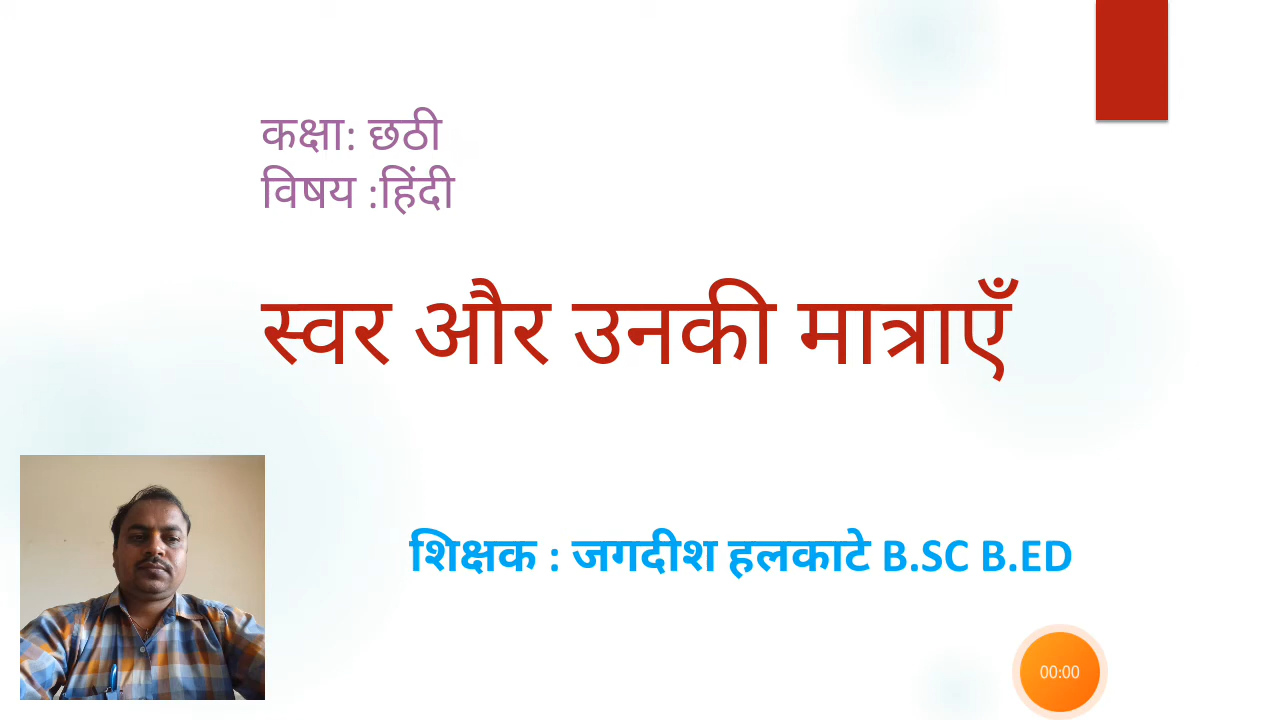 कक्षा: छठी
विषय :हिंदी
स्वर और उनकी मात्राएँ
शिक्षक : जगदीश हलकाटे B.SC B.ED
00:00